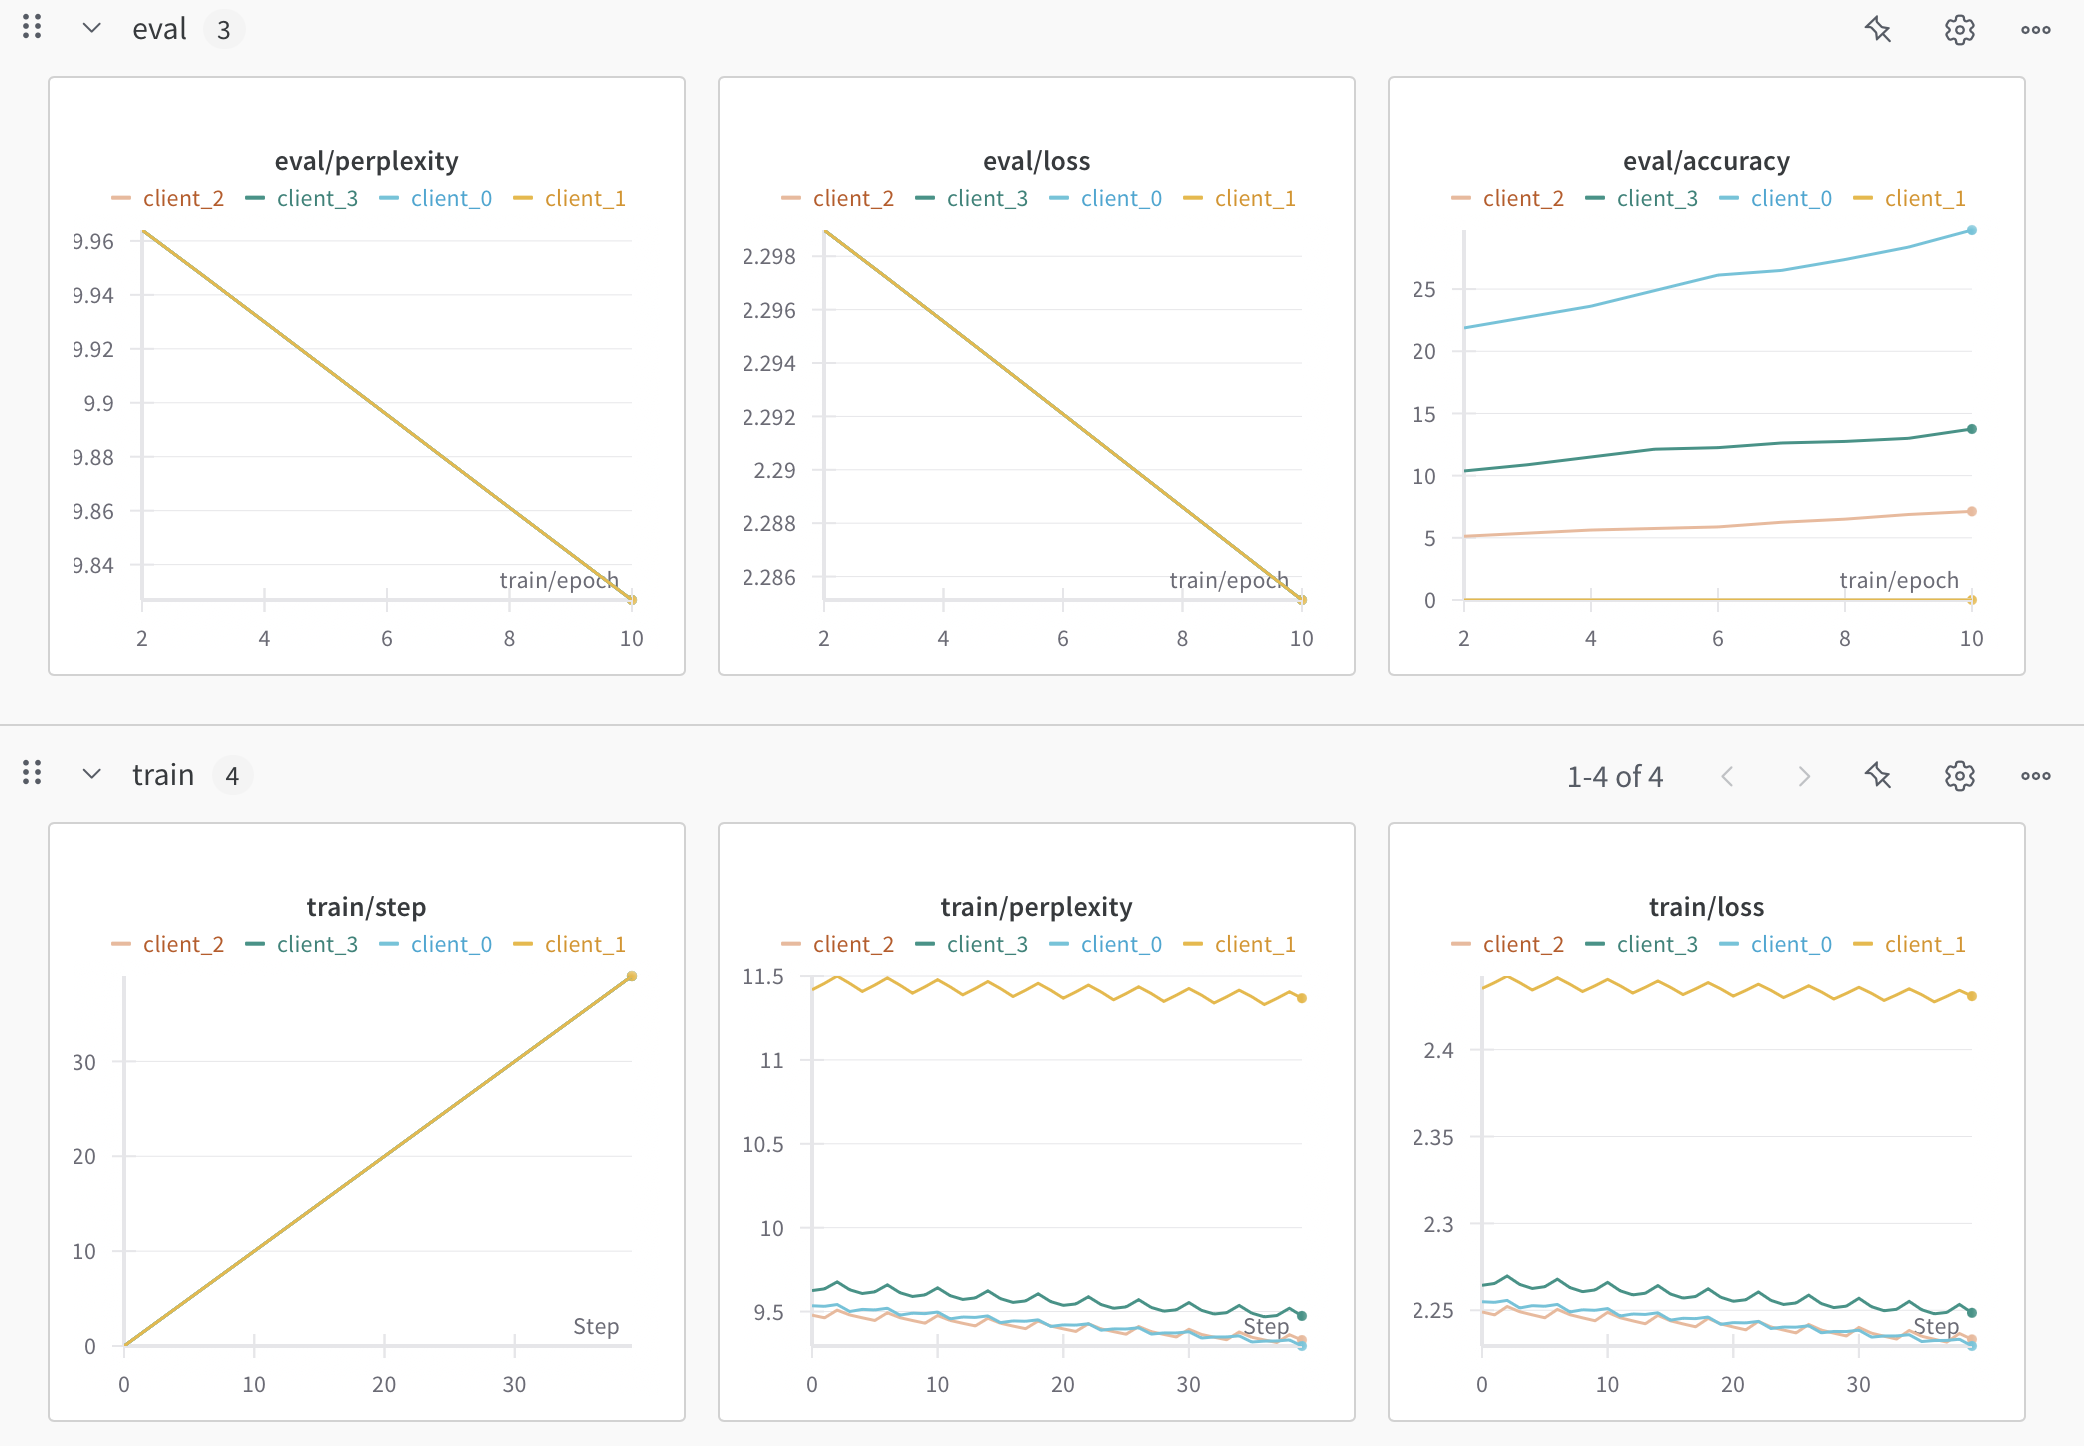 eval 3
eval/perplexity
client_2 client_3 client_0 client_1
9.96
9.94
9.92
9.9
9.88
9.86
9.84
train/epoch
2 4 6 8 10
eval/loss
client_2 client_3 client_0 client_1
2.298
2.296
2.294
2.292
2.29
2.288
2.286
train/epoch
2 4 6 8 10
eval/accuracy
client_2 client_3 client_0 client_1
25
20
15
10
5
0
train/epoch
2 4 6 8 10
train 4
1-4 of 4
train/step
client_2 client_3 client_0 client_1
30
20
10
0
Step
0 10 20 30
train/perplexity
client_2 client_3 client_0 client_1
11.5
11
10.5
10
9.5
Step
0 10 20 30
train/loss
client_2 client_3 client_0 client_1
2.4
2.35
2.3
2.25
Step
0 10 20 30